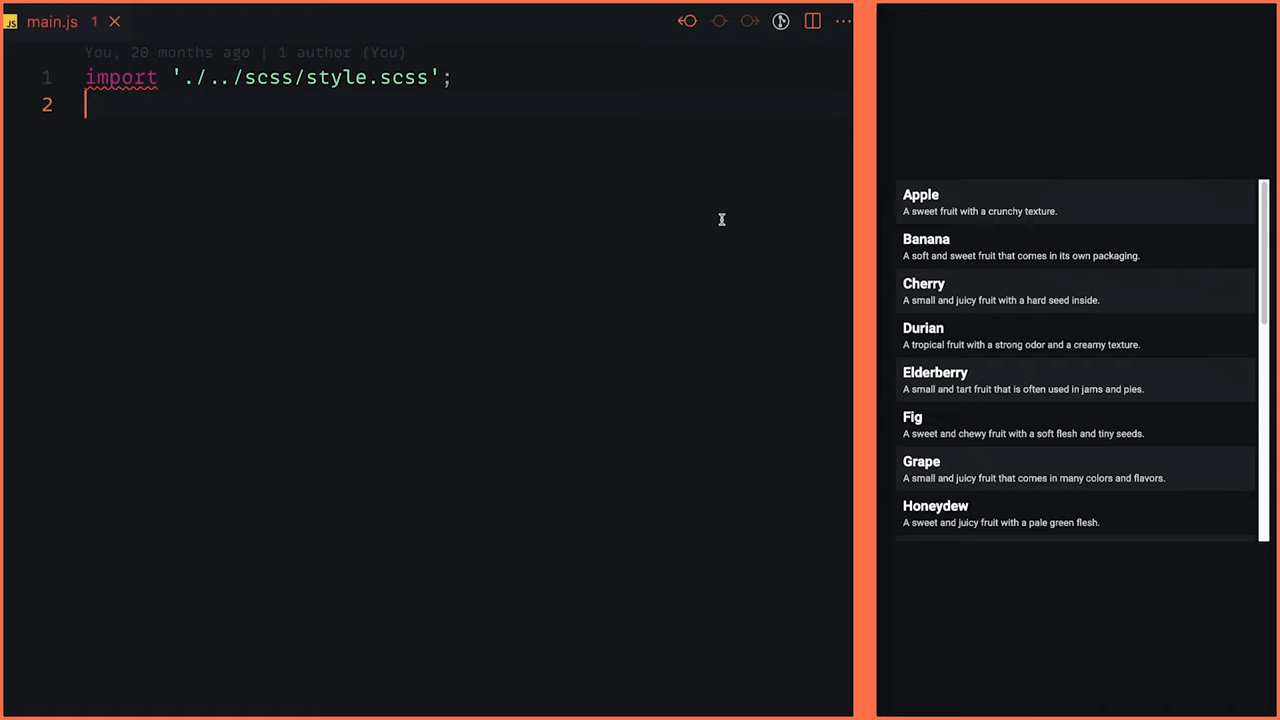 JS main.js 1
You, 20 months ago | 1 author (You)
1 import './../scss/style.scss';
2
Apple
A sweet fruit with a crunchy texture.
Banana
A soft and sweet fruit that comes in its own packaging.
Cherry
A small and juicy fruit with a hard seed inside.
Durian
A tropical fruit with a strong odor and a creamy texture.
Elderberry
A small and tart fruit that is often used in jams and pies.
Fig
A sweet and chewy fruit with a soft flesh and tiny seeds.
Grape
A small and juicy fruit that comes in many colors and flavors.
Honeydew
A sweet and juicy fruit with a pale green flesh.